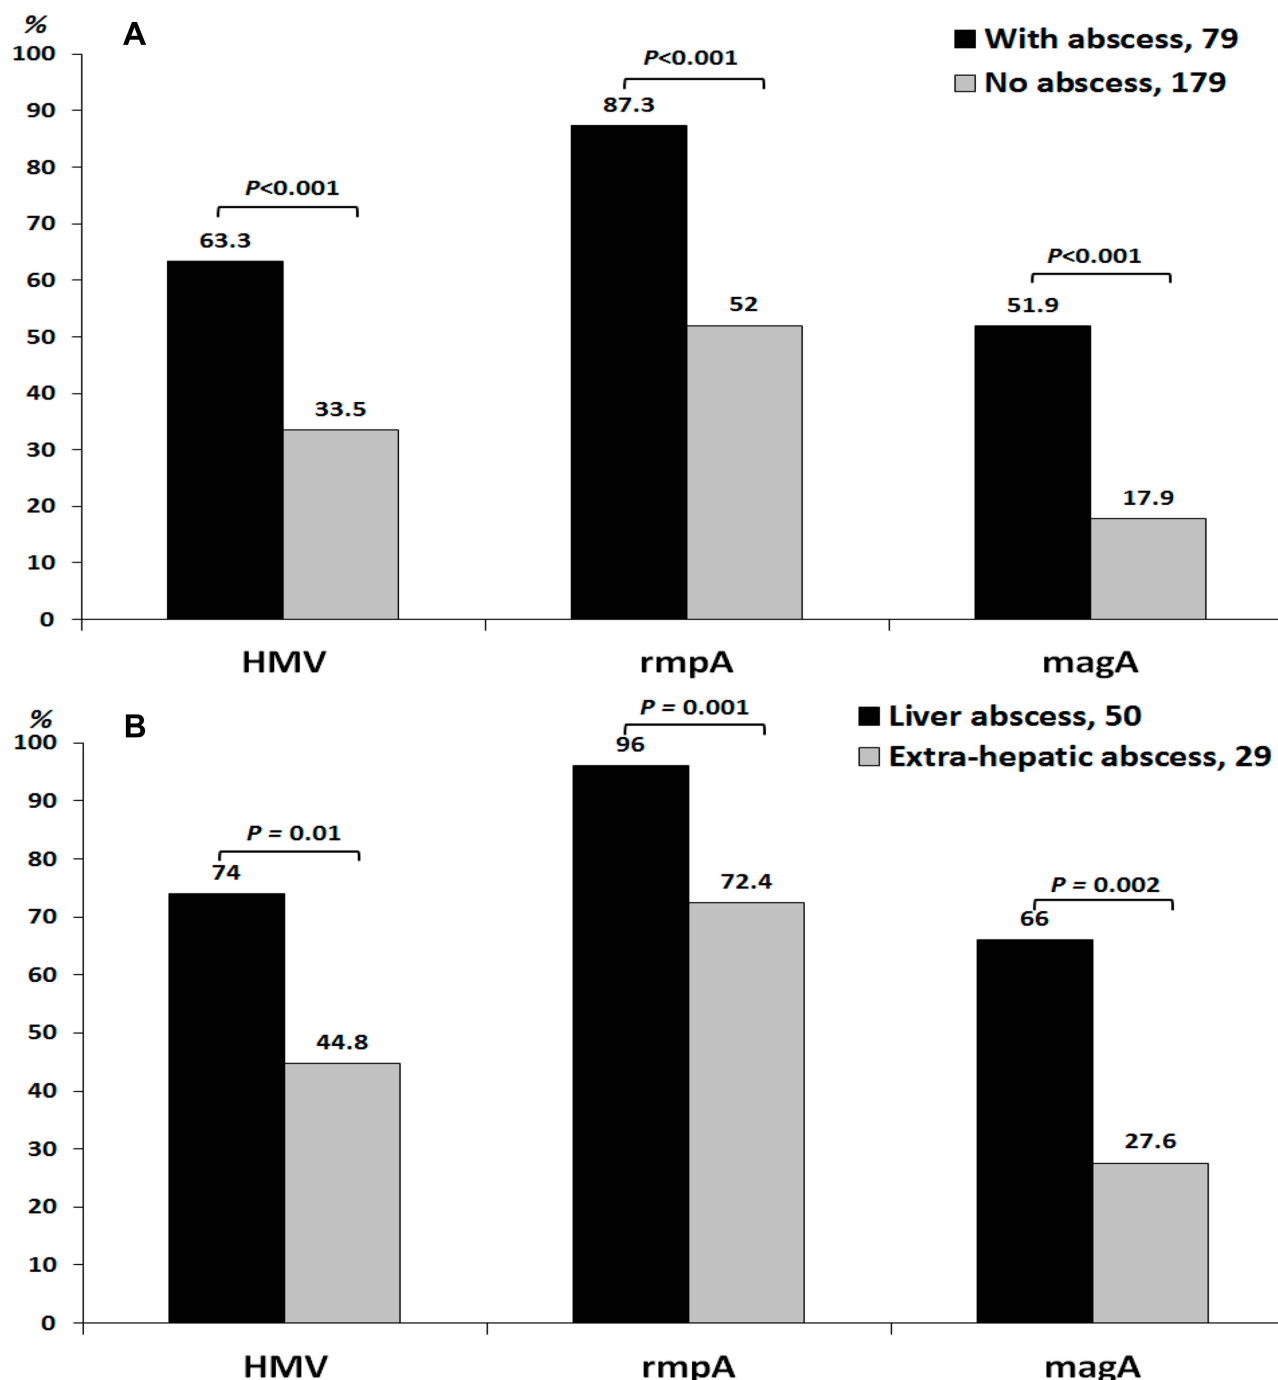 %
A
With abscess, 79
No abscess, 179
100
90
80
70
60
50
40
30
20
10
0
P<0.001
63.3
33.5
P<0.001
87.3
52
P<0.001
51.9
17.9
HMV rmpA magA
%
B
Liver abscess, 50
Extra-hepatic abscess, 29
100
90
80
70
60
50
40
30
20
10
0
P = 0.01
74
44.8
P = 0.001
96
72.4
P = 0.002
66
27.6
HMV rmpA magA